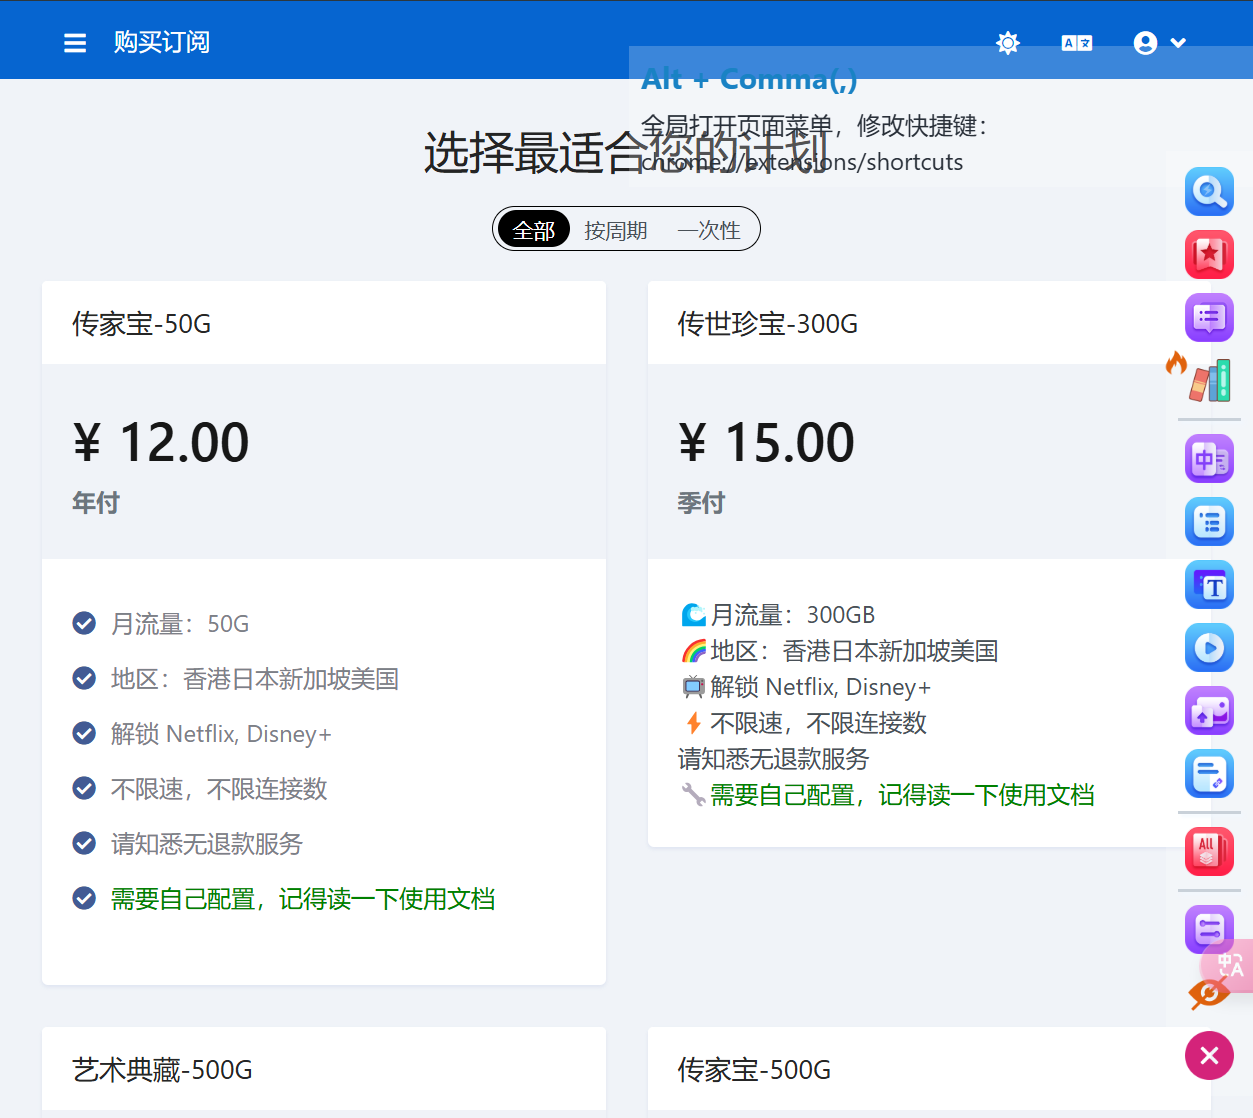 购买订阅
Alt + Comma(,)
全局打开页面菜单，修改快捷键：
chrome://extensions/shortcuts
选择最适合您的计划
全部 按周期 一次性
传家宝-50G
¥ 12.00
年付
月流量：50G
地区：香港日本新加坡美国
解锁 Netflix, Disney+
不限速，不限连接数
请知悉无退款服务
需要自己配置，记得读一下使用文档
传世珍宝-300G
¥ 15.00
季付
月流量：300GB
地区：香港日本新加坡美国
解锁 Netflix, Disney+
不限速，不限连接数
请知悉无退款服务
需要自己配置，记得读一下使用文档
艺术典藏-500G
传家宝-500G
中
T
All
中A